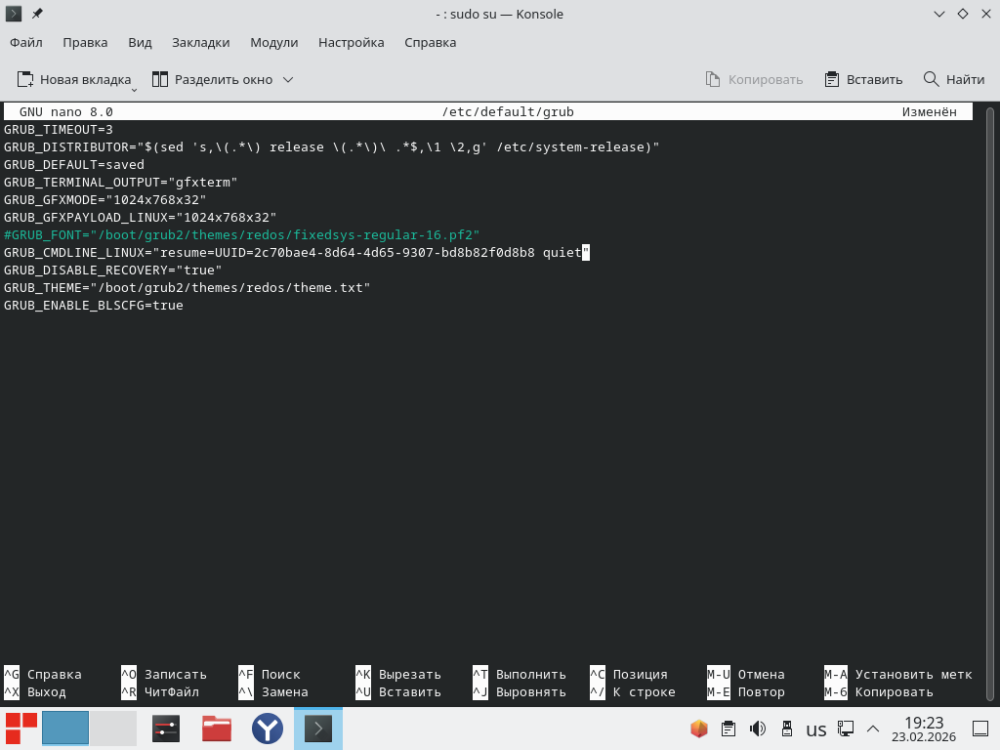 - : sudo su — Konsole
Файл Правка Вид Закладки Модули Настройка Справка
Новая вкладка Разделить окно Копировать Вставить Найти
GNU nano 8.0 /etc/default/grub Изменён
GRUB_TIMEOUT=3
GRUB_DISTRIBUTOR="$(sed 's,\(.*\) release \(.*\)\ .*$,\1 \2,g' /etc/system-release)"
GRUB_DEFAULT=saved
GRUB_TERMINAL_OUTPUT="gfxterm"
GRUB_GFXMODE="1024x768x32"
GRUB_GFXPAYLOAD_LINUX="1024x768x32"
#GRUB_FONT="/boot/grub2/themes/redos/fixedsys-regular-16.pf2"
GRUB_CMDLINE_LINUX="resume=UUID=2c70bae4-8d64-4d65-9307-bd8b82f0d8b8 quiet"
GRUB_DISABLE_RECOVERY="true"
GRUB_THEME="/boot/grub2/themes/redos/theme.txt"
GRUB_ENABLE_BLSCFG=true
^G Справка ^O Записать ^F Поиск ^K Вырезать ^T Выполнить ^C Позиция M-U Отмена M-A Установить метк
^X Выход ^R ЧитФайл ^\ Замена ^U Вставить ^J Выровнять ^/ К строке M-E Повтор M-6 Копировать
us 19:23
23.02.2026